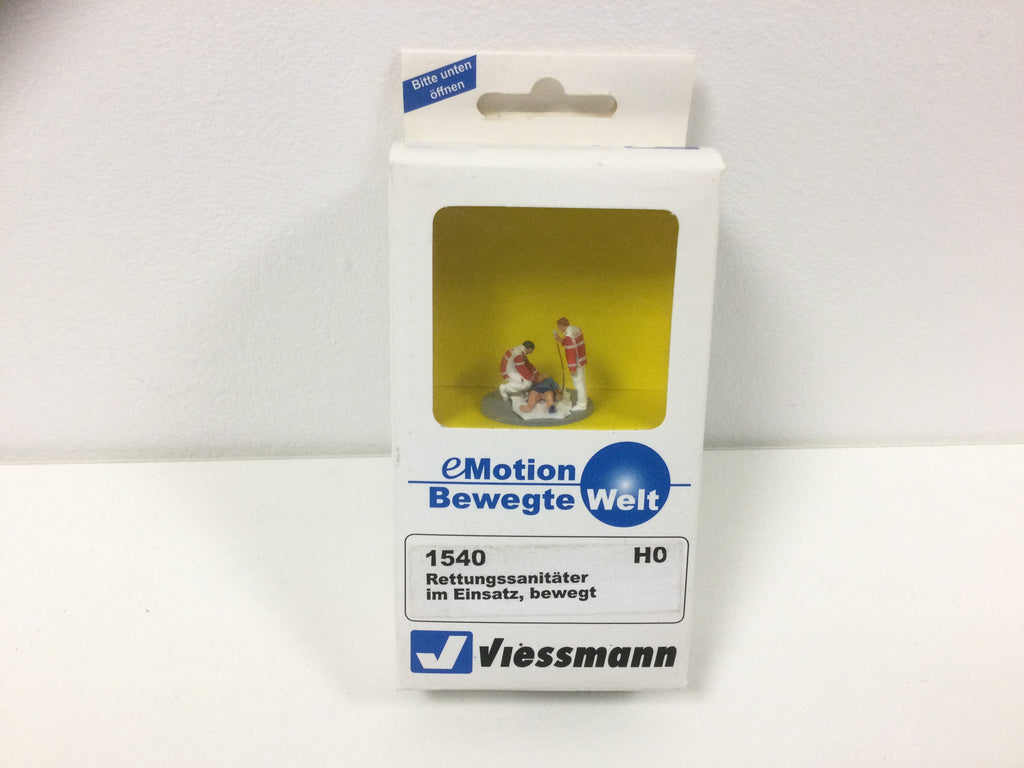 Bitte unten
öffnen
eMotion
Bewegte Welt
1540 H0
Rettungssanitäter
im Einsatz, bewegt
Viessmann